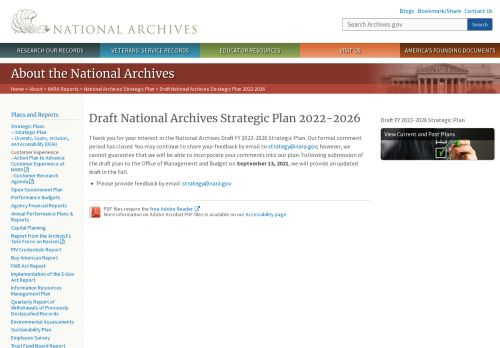 NATIONAL ARCHIVES
Blogs · Bookmark/Share · Contact Us
Search Archives.gov
Search
RESEARCH OUR RECORDS
VETERANS' SERVICE RECORDS
EDUCATOR RESOURCES
VISIT US
AMERICA'S FOUNDING DOCUMENTS
About the National Archives
Home > About > NARA Reports > National Archives Strategic Plan > Draft National Archives Strategic Plan 2022-2026
Plans and Reports
Strategic Plans
– Strategic Plan
– Diversity, Equity, Inclusion,
and Accessibility (DEIA)
Customer Experience
–Action Plan to Advance
Customer Experience at
NARA
–Customer Research
Agenda
Open Government Plan
Performance Budgets
Agency Financial Reports
Annual Performance Plans &
Reports
Capital Planning
Report from the Archivist's
Task Force on Racism
PIV Credentials Report
Buy American Report
FAIR Act Report
Implementation of the E-Gov
Act Report
Information Resources
Management Plan
Quarterly Report of
Withdrawals of Previously
Declassified Records
Environmental Assessments
Sustainability Plan
Employee Survey
Trust Fund Board Report
Draft National Archives Strategic Plan 2022-2026
Thank you for your interest in the National Archives Draft FY 2022-2026 Strategic Plan. Our formal comment
period has closed. You may continue to share your feedback by email to strategy@nara.gov, however, we
cannot guarantee that we will be able to incorporate your comments into our plan. Following submission of
the draft plan to the Office of Management and Budget on September 13, 2021, we will provide an updated
draft in the Fall.
• Please provide feedback by email: strategy@nara.gov
PDF files require the free Adobe Reader.
More information on Adobe Acrobat PDF files is available on our Accessibility page.
Draft FY 2022-2026 Strategic Plan
View Current and Past Plans